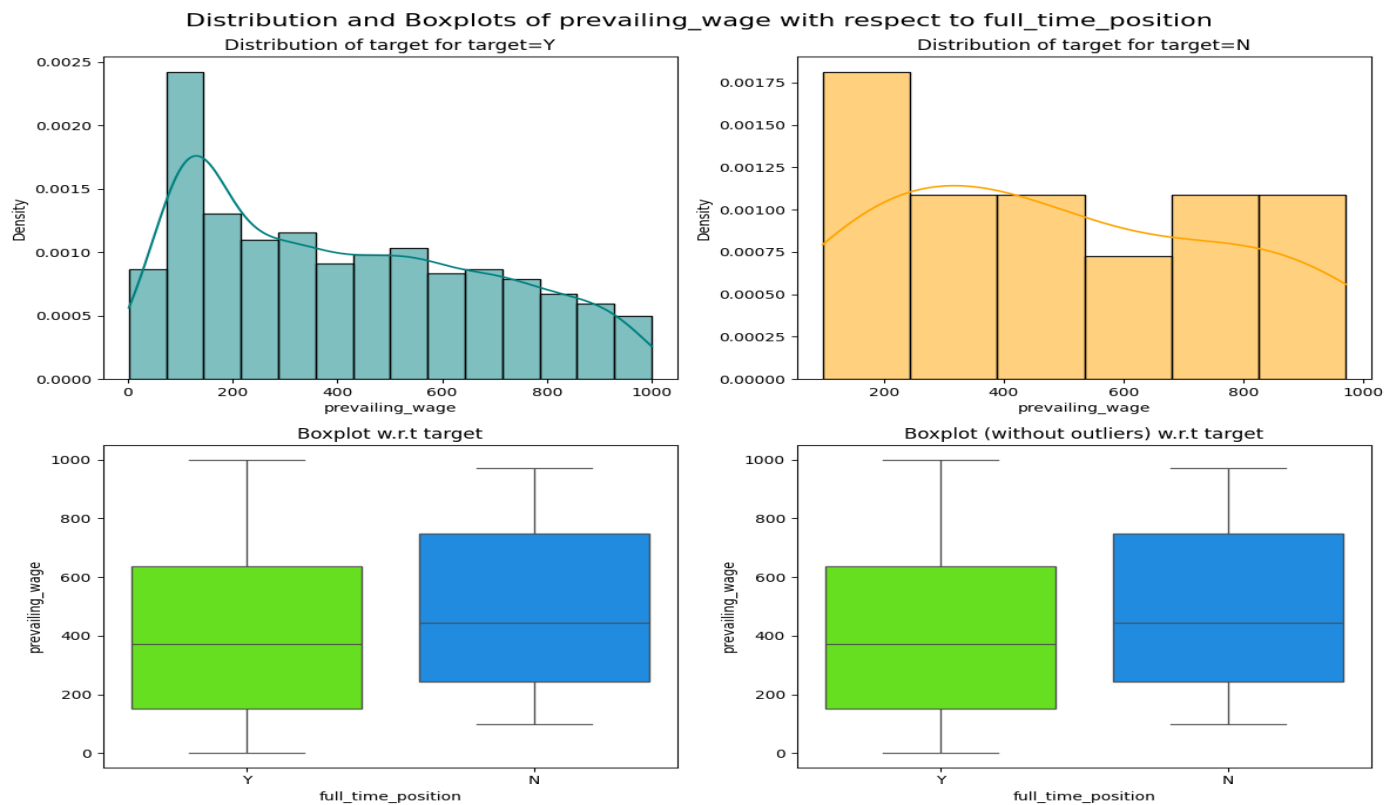 Distribution and Boxplots of prevailing_wage with respect to full_time_position
Distribution of target for target=Y
Density
0.0025
0.0020
0.0015
0.0010
0.0005
0.0000
0 200 400 600 800 1000
prevailing_wage
Distribution of target for target=N
Density
0.00175
0.00150
0.00125
0.00100
0.00075
0.00050
0.00025
0.00000
200 400 600 800 1000
prevailing_wage
Boxplot w.r.t target
prevailing_wage
1000
800
600
400
200
0
Y N
full_time_position
Boxplot (without outliers) w.r.t target
prevailing_wage
1000
800
600
400
200
0
Y N
full_time_position